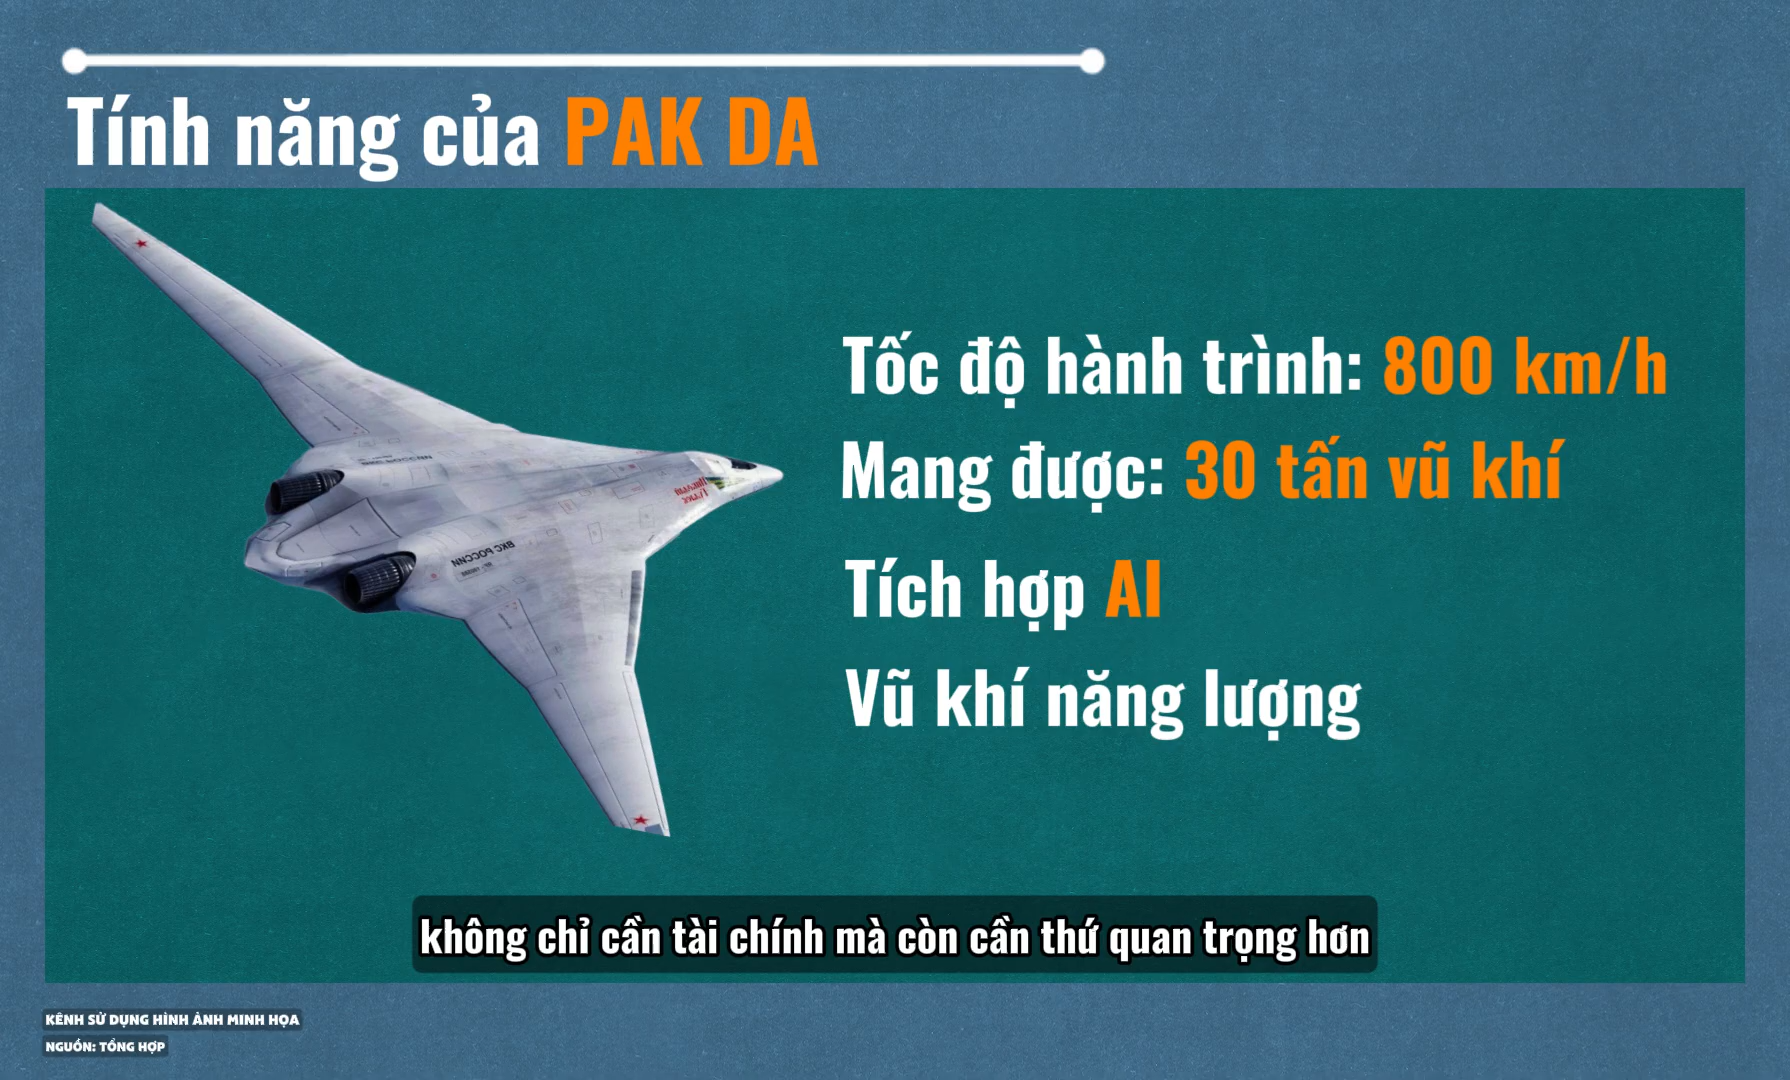 Tính năng của PAK DA
Tốc độ hành trình: 800 km/h
Mang được: 30 tấn vũ khí
Tích hợp AI
Vũ khí năng lượng
không chỉ cần tài chính mà còn cần thứ quan trọng hơn
KÊNH SỬ DỤNG HÌNH ẢNH MINH HỌA
NGUỒN: TỔNG HỢP